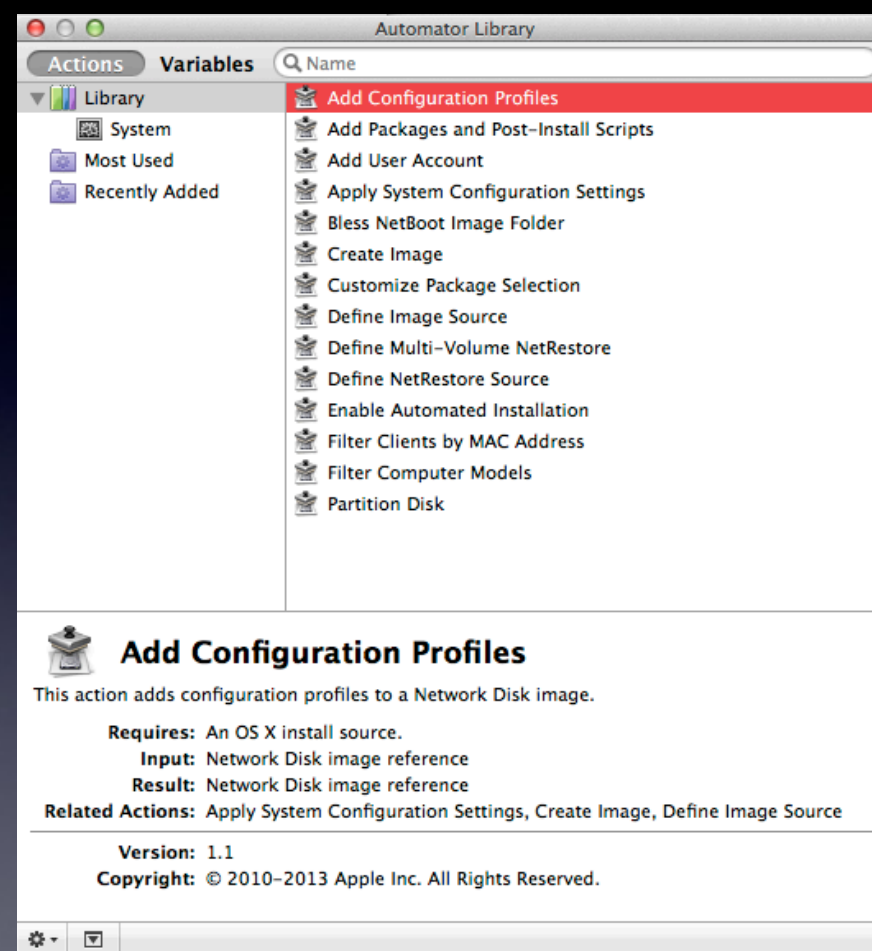 Automator Library
Actions Variables Name
Library
System
Most Used
Recently Added
Add Configuration Profiles
Add Packages and Post-Install Scripts
Add User Account
Apply System Configuration Settings
Bless NetBoot Image Folder
Create Image
Customize Package Selection
Define Image Source
Define Multi-Volume NetRestore
Define NetRestore Source
Enable Automated Installation
Filter Clients by MAC Address
Filter Computer Models
Partition Disk
Add Configuration Profiles
This action adds configuration profiles to a Network Disk image.
Requires: An OS X install source.
Input: Network Disk image reference
Result: Network Disk image reference
Related Actions: Apply System Configuration Settings, Create Image, Define Image Source
Version: 1.1
Copyright: © 2010–2013 Apple Inc. All Rights Reserved.